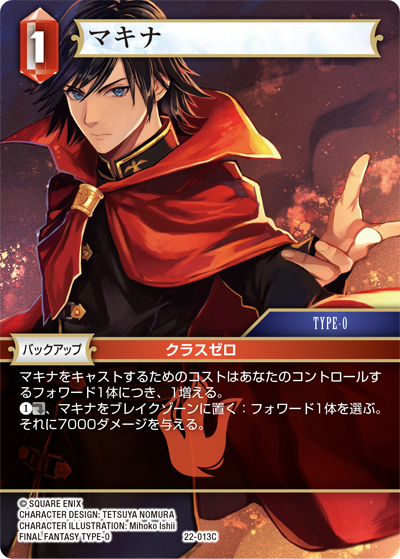 1
マキナ
TYPE-0
バックアップ
クラスゼロ
マキナをキャストするためのコストはあなたのコントロールす
るフォワード1体につき、1増える。
❶、マキナをブレイクゾーンに置く：フォワード1体を選ぶ。
それに7000ダメージを与える。
© SQUARE ENIX
CHARACTER DESIGN: TETSUYA NOMURA
CHARACTER ILLUSTRATION: Mihoko Ishii
FINAL FANTASY TYPE-0
22-013C